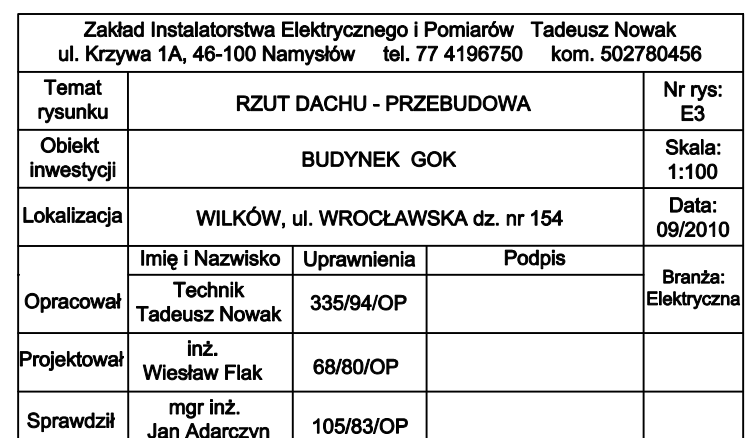 Zakład Instalatorstwa Elektrycznego i Pomiarów Tadeusz Nowak
ul. Krzywa 1A, 46-100 Namysłów tel. 77 4196750 kom. 502780456
Temat
rysunku
RZUT DACHU - PRZEBUDOWA
Nr rys:
E3
Obiekt
inwestycji
BUDYNEK GOK
Skala:
1:100
Lokalizacja
WILKÓW, ul. WROCŁAWSKA dz. nr 154
Data:
09/2010
Imię i Nazwisko
Uprawnienia
Podpis
Branża:
Elektryczna
Opracował
Technik
Tadeusz Nowak
335/94/OP
Projektował
inż.
Wiesław Flak
68/80/OP
Sprawdził
mgr inż.
Jan Adarczyn
105/83/OP